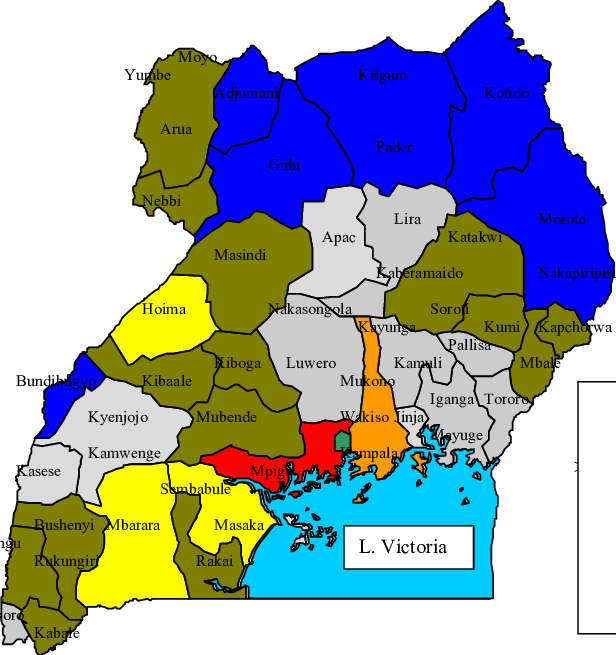 Moyo
Yumbe
Adjumani
Kitgum
Kotido
Arua
Gulu
Pader
Nebbi
Lira
Moroto
Apac
Katakwi
Masindi
Kaberamaido
Nakapiripiri
Hoima
Nakasongola
Soroti
Kayunga
Kumi
Kapchorwa
Pallisa
Kiboga
Luwero
Kamuli
Mbale
Bundibugyo
Kibaale
Mukono
Iganga
Tororo
Kyenjojo
Mubende
Wakiso
Jinja
Mayuge
Kamwenge
Kampala
Kasese
Mpigi
Sembabule
Bushenyi
Mbarara
Masaka
ngu
L. Victoria
Rukungiri
Rakai
soro
Kabale